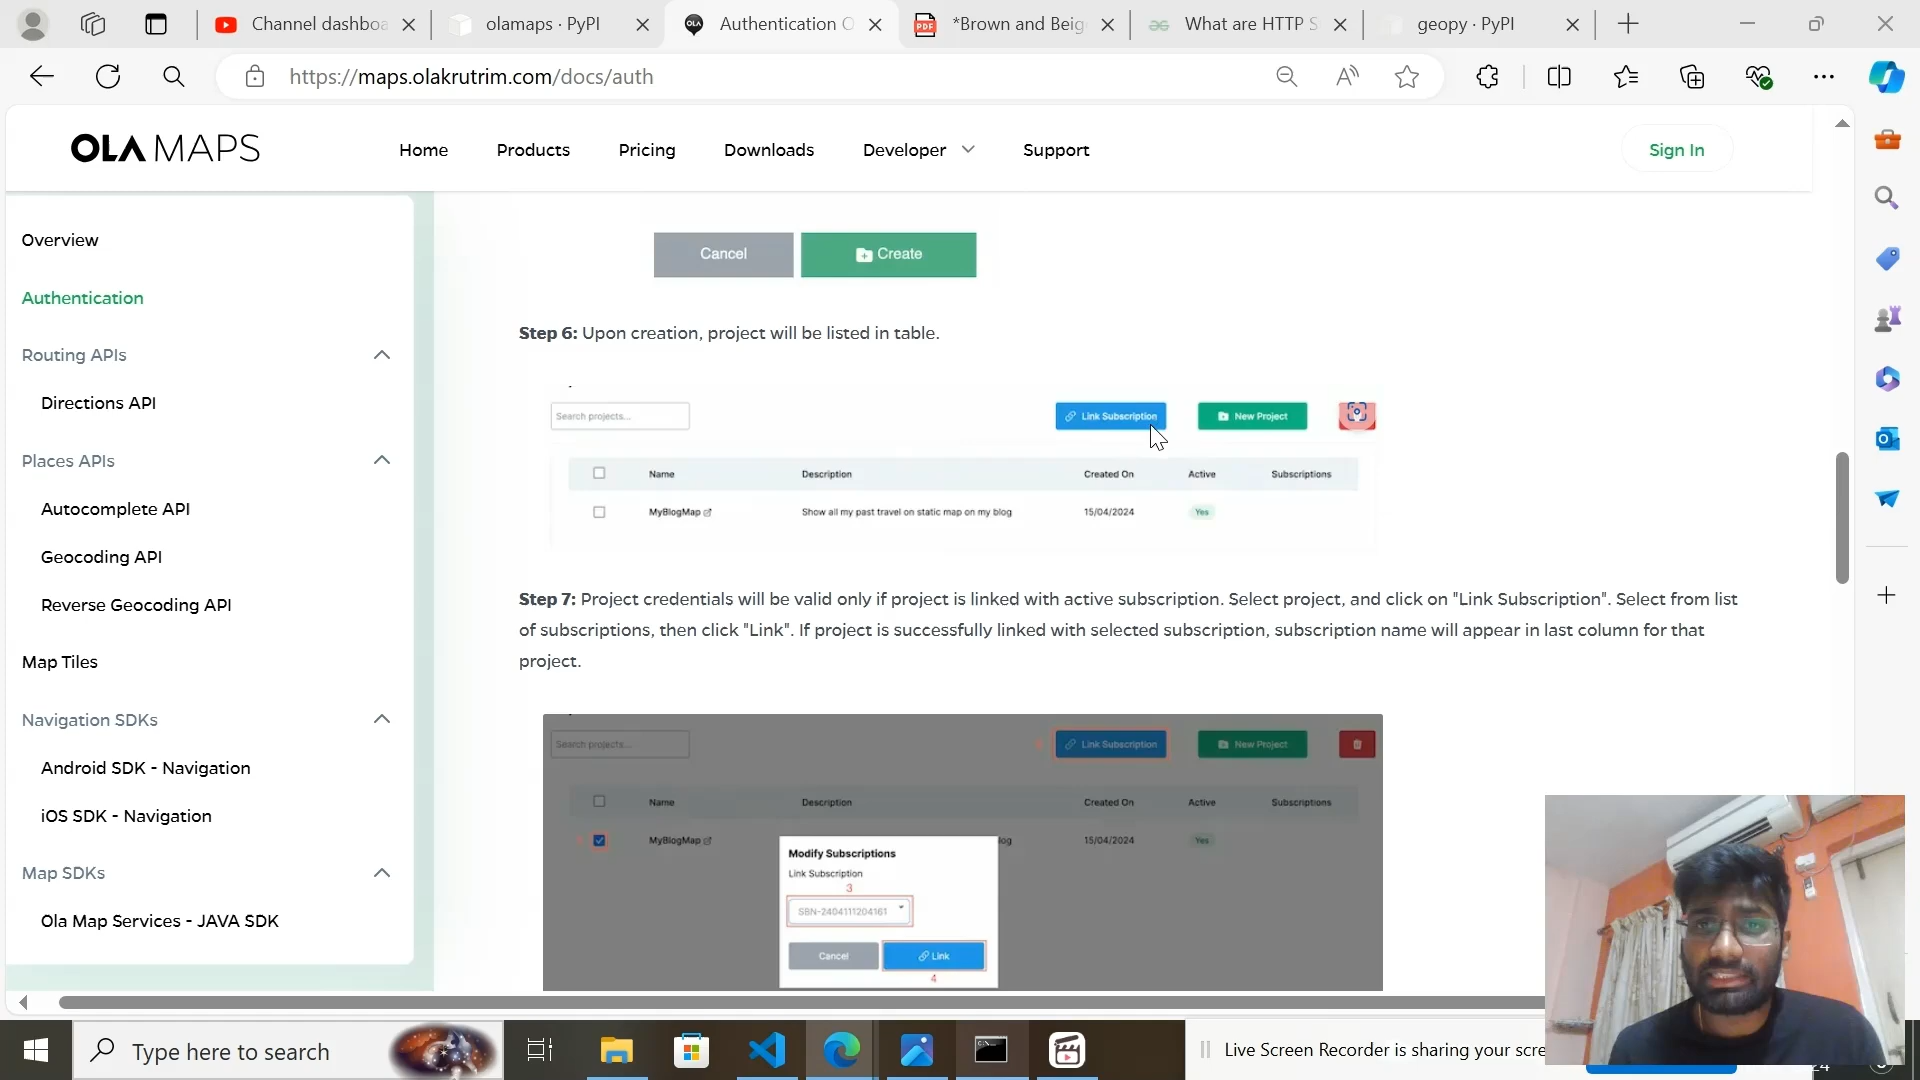 Channel dashboa
olamaps · PyPI
Authentication O
*Brown and Beig
What are HTTP S
geopy · PyPI
https://maps.olakrutrim.com/docs/auth
OLA MAPS
Home
Products
Pricing
Downloads
Developer
Support
Sign In
Overview
Authentication
Routing APIs
Directions API
Places APIs
Autocomplete API
Geocoding API
Reverse Geocoding API
Map Tiles
Navigation SDKs
Android SDK - Navigation
iOS SDK - Navigation
Map SDKs
Ola Map Services - JAVA SDK
Cancel
Create
Step 6: Upon creation, project will be listed in table.
Search projects...
Link Subscription
New Project
Name Description Created On Active Subscriptions
MyBlogMap Show all my past travel on static map on my blog 15/04/2024 Yes
Step 7: Project credentials will be valid only if project is linked with active subscription. Select project, and click on "Link Subscription". Select from list
of subscriptions, then click "Link". If project is successfully linked with selected subscription, subscription name will appear in last column for that
project.
Search projects...
Link Subscription
New Project
Name Description Created On Active Subscriptions
MyBlogMap log 15/04/2024 Yes
Modify Subscriptions
Link Subscription
3
SBN-2404111204161
Cancel
Link
4
Type here to search
Live Screen Recorder is sharing your scre